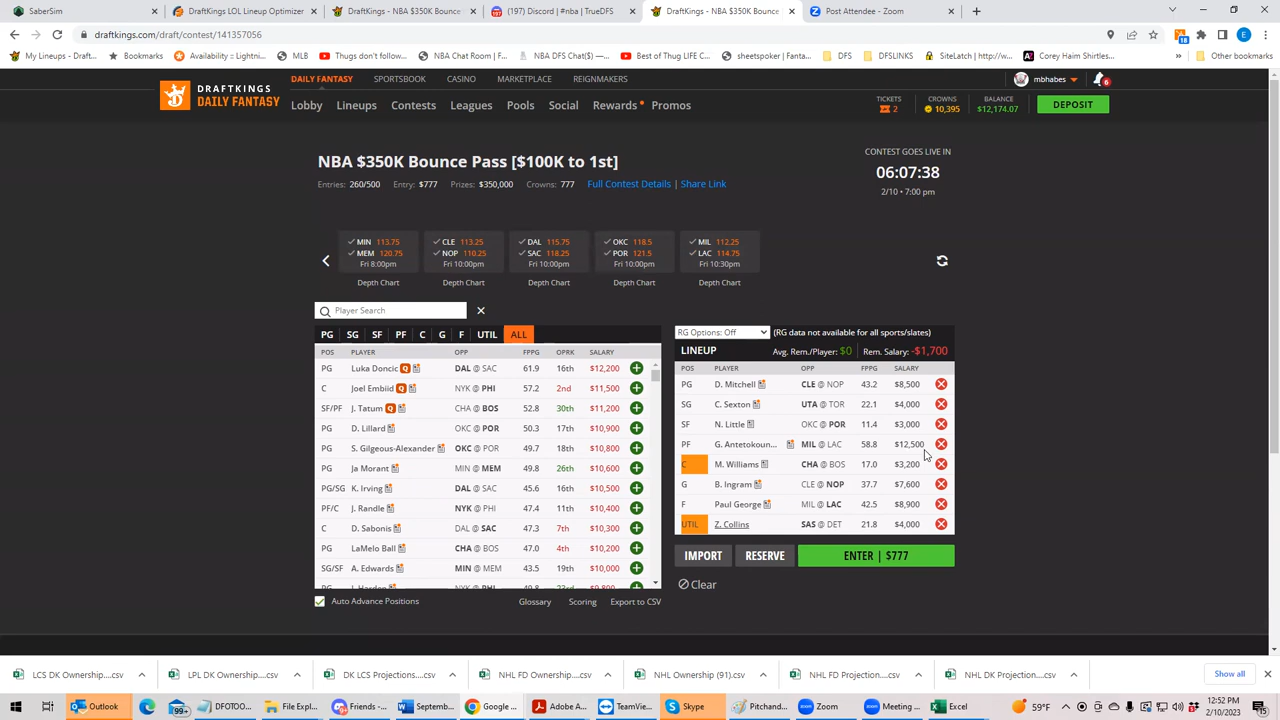 SaberSim
DraftKings LOL Lineup Optimizer
DraftKings - NBA $350K Bounce
(197) Discord | #nba | TrueDFS
DraftKings - NBA $350K Bounce
Post Attendee - Zoom
draftkings.com/draft/contest/141357056
My Lineups - Draft...
Bookmarks
Availability :: Lightni...
MLB
Thugs don't follow...
NBA Chat Room | F...
NBA DFS Chat($) -...
Best of Thug LIFE C...
sheetspoker | Taplin...
DFS
DFSLINKS
SiteLatch | http://w...
Corey Haim Shirtles...
Other bookmarks
DAILY FANTASY
SPORTSBOOK
CASINO
MARKETPLACE
REIGNMAKERS
mbhabes
6
DRAFTKINGS
DAILY FANTASY
Lobby
Lineups
Contests
Leagues
Pools
Social
Rewards
Promos
TICKETS
2
CROWNS
10,395
BALANCE
$12,174.07
DEPOSIT
NBA $350K Bounce Pass [$100K to 1st]
Entries: 260/500 Entry: $777 Prizes: $350,000 Crowns: 777 Full Contest Details | Share Link
CONTEST GOES LIVE IN
06:07:38
2/10 • 7:00 pm
MIN 113.75
MEM 120.75
Fri 8:00pm
Depth Chart
CLE 113.25
NOP 110.25
Fri 10:00pm
Depth Chart
DAL 115.75
SAC 118.25
Fri 10:00pm
Depth Chart
OKC 118.5
POR 121.5
Fri 10:00pm
Depth Chart
MIL 112.25
LAC 114.75
Fri 10:30pm
Depth Chart
Player Search
PG SG SF PF C G F UTIL ALL
POS PLAYER OPP FPPG OPRK SALARY
PG Luka Doncic Q DAL @ SAC 61.9 16th $12,200
C Joel Embiid Q NYK @ PHI 57.2 2nd $11,500
SF/PF J. Tatum Q CHA @ BOS 52.8 30th $11,200
PG D. Lillard OKC @ POR 50.3 17th $10,900
PG S. Gilgeous-Alexander OKC @ POR 49.7 18th $10,800
PG Ja Morant MIN @ MEM 49.8 26th $10,600
PG/SG K. Irving DAL @ SAC 45.6 16th $10,500
PF/C J. Randle NYK @ PHI 47.4 11th $10,400
C D. Sabonis DAL @ SAC 47.3 7th $10,300
PG LaMelo Ball CHA @ BOS 47.0 4th $10,200
SG/SF A. Edwards MIN @ MEM 43.5 19th $10,000
PG J. Harden NYK @ PHI 49.8 23rd $9,800
Auto Advance Positions
Glossary
Scoring
Export to CSV
RG Options: Off
(RG data not available for all sports/slates)
LINEUP Avg. Rem./Player: $0 Rem. Salary: -$1,700
POS PLAYER OPP FPPG SALARY
PG D. Mitchell CLE @ NOP 43.2 $8,500
SG C. Sexton UTA @ TOR 22.1 $4,000
SF N. Little OKC @ POR 11.4 $3,000
PF G. Antetokoun... MIL @ LAC 58.8 $12,500
C M. Williams CHA @ BOS 17.0 $3,200
G B. Ingram CLE @ NOP 37.7 $7,600
F Paul George MIL @ LAC 42.5 $8,900
UTIL Z. Collins SAS @ DET 21.8 $4,000
IMPORT
RESERVE
ENTER | $777
Clear
LCS DK Ownership....csv
LPL DK Ownership....csv
DK LCS Projections....csv
NHL FD Ownership....csv
NHL Ownership (91).csv
NHL FD Projection....csv
NHL DK Projection....csv
Show all
Outlook
99+
DFOTOO...
File Expl...
Friends -...
Septemb...
Google ...
Adobe A...
TeamVie...
Skype
Pitchand...
Zoom
Meeting ...
Excel
59°F
12:52 PM
2/10/2023
15